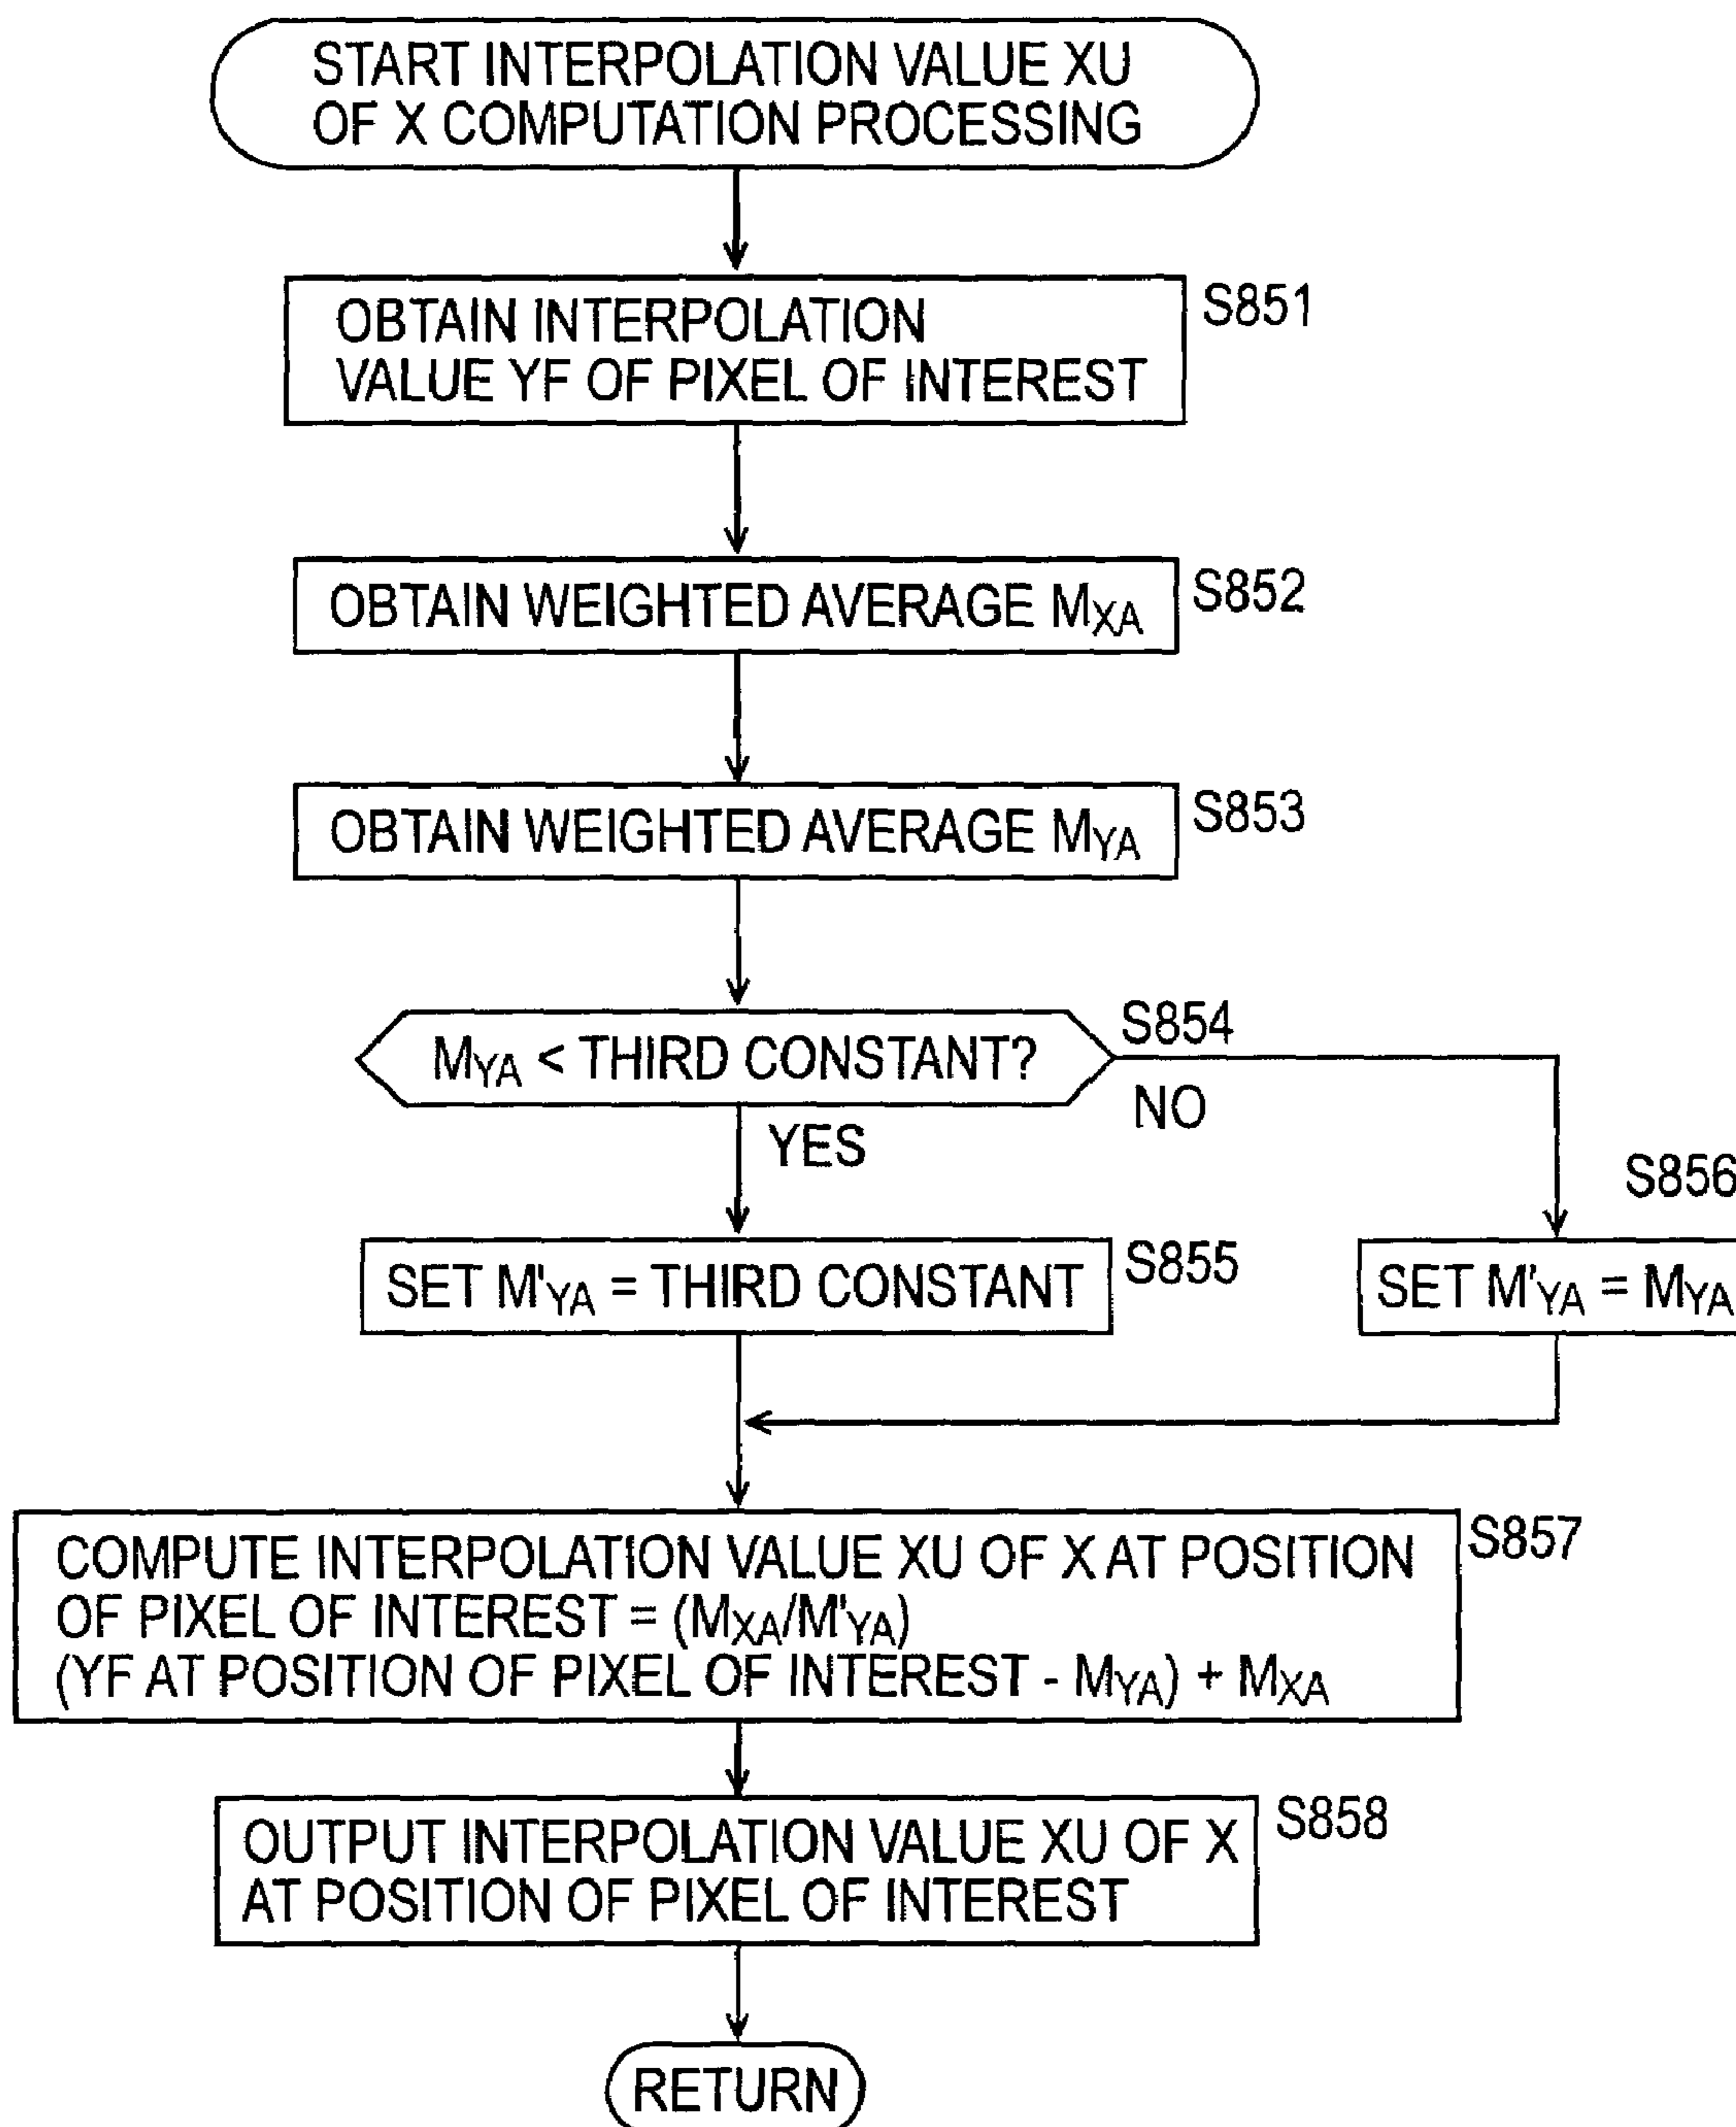 START INTERPOLATION VALUE XU
OF X COMPUTATION PROCESSING
OBTAIN INTERPOLATION
VALUE YF OF PIXEL OF INTEREST
S851
OBTAIN WEIGHTED AVERAGE MXA
S852
OBTAIN WEIGHTED AVERAGE MYA
S853
MYA < THIRD CONSTANT?
S854
NO
YES
SET M'YA = THIRD CONSTANT
S855
S856
SET M'YA = MYA
COMPUTE INTERPOLATION VALUE XU OF X AT POSITION
OF PIXEL OF INTEREST = (MXA/M'YA)
(YF AT POSITION OF PIXEL OF INTEREST - MYA) + MXA
S857
OUTPUT INTERPOLATION VALUE XU OF X
AT POSITION OF PIXEL OF INTEREST
S858
RETURN